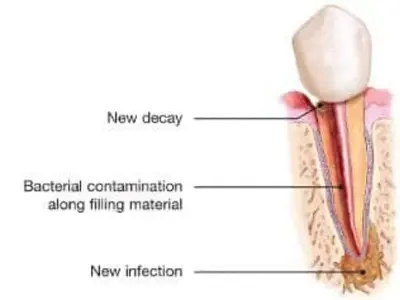 New decay
Bacterial contamination
along filling material
New infection